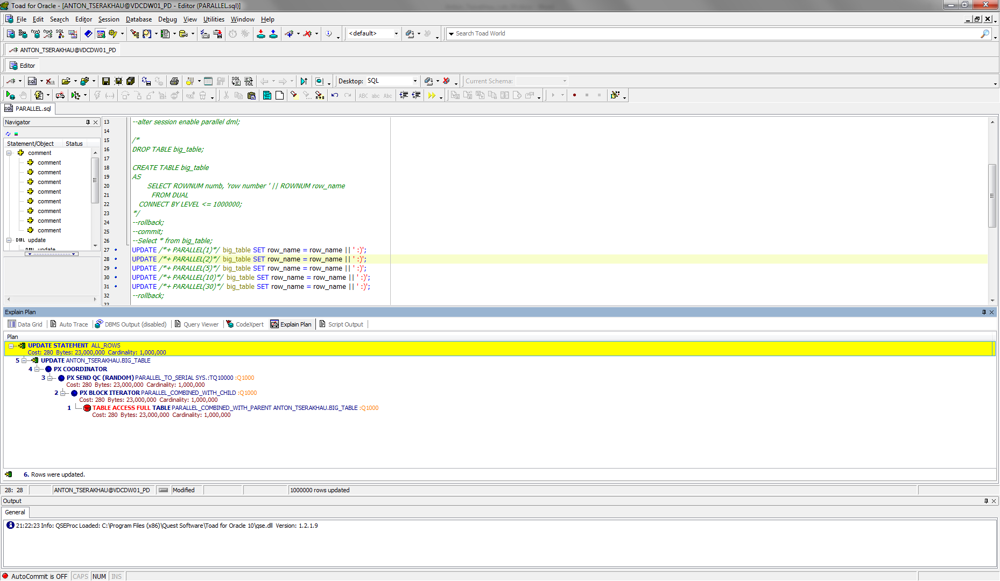 Toad for Oracle - [ANTON_TSERAKHAU@VDCDW01_PD - Editor (PARALLEL.sql)]
File Edit Search Editor Session Database Debug View Utilities Window Help
<default> Search Toad World
ANTON_TSERAKHAU@VDCDW01_PD
Editor
Desktop: SQL Current Schema:
PARALLEL.sql
Navigator
Statement/Object Status
comment
comment
comment
comment
comment
comment
comment
comment
comment
DML update
DML update
13 --alter session enable parallel dml;
14
15 /*
16 DROP TABLE big_table;
17
18 CREATE TABLE big_table
19 AS
20 SELECT ROWNUM numb, 'row number ' || ROWNUM row_name
21 FROM DUAL
22 CONNECT BY LEVEL <= 1000000;
23 */
24 --rollback;
25 --commit;
26 --Select * from big_table;
27 UPDATE /*+ PARALLEL(1)*/ big_table SET row_name = row_name || ' :)';
28 UPDATE /*+ PARALLEL(2)*/ big_table SET row_name = row_name || ' :)';
29 UPDATE /*+ PARALLEL(5)*/ big_table SET row_name = row_name || ' :)';
30 UPDATE /*+ PARALLEL(10)*/ big_table SET row_name = row_name || ' :)';
31 UPDATE /*+ PARALLEL(30)*/ big_table SET row_name = row_name || ' :)';
32 --rollback;
33
Explain Plan
Data Grid Auto Trace DBMS Output (disabled) Query Viewer CodeXpert Explain Plan Script Output
Plan
UPDATE STATEMENT ALL_ROWS
Cost: 280 Bytes: 23,000,000 Cardinality: 1,000,000
5 UPDATE ANTON_TSERAKHAU.BIG_TABLE
4 PX COORDINATOR
3 PX SEND QC (RANDOM) PARALLEL_TO_SERIAL SYS.:TQ10000 :Q1000
Cost: 280 Bytes: 23,000,000 Cardinality: 1,000,000
2 PX BLOCK ITERATOR PARALLEL_COMBINED_WITH_CHILD :Q1000
Cost: 280 Bytes: 23,000,000 Cardinality: 1,000,000
1 TABLE ACCESS FULL TABLE PARALLEL_COMBINED_WITH_PARENT ANTON_TSERAKHAU.BIG_TABLE :Q1000
Cost: 280 Bytes: 23,000,000 Cardinality: 1,000,000
6. Rows were updated.
28: 28 ANTON_TSERAKHAU@VDCDW01_PD Modified 1000000 rows updated
Output
General
21:22:23 Info: QSEProc Loaded: C:\Program Files (x86)\Quest Software\Toad for Oracle 10\qse.dll Version: 1.2.1.9
AutoCommit is OFF CAPS NUM INS